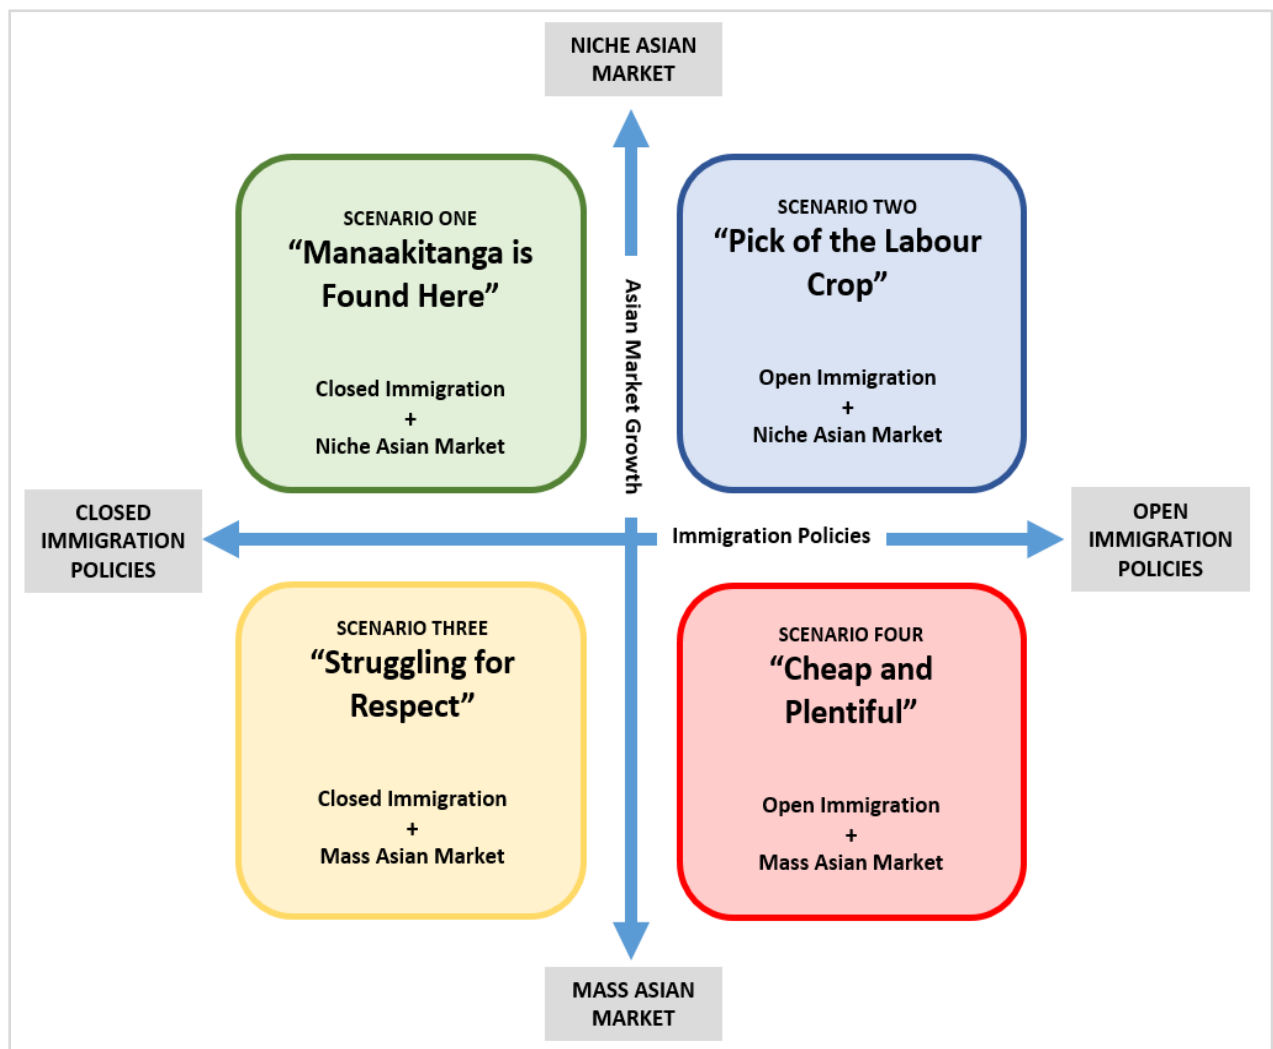 NICHE ASIAN
MARKET
SCENARIO ONE
“Manaakitanga is
Found Here”
Closed Immigration
+
Niche Asian Market
SCENARIO TWO
“Pick of the Labour
Crop”
Open Immigration
+
Niche Asian Market
Asian Market Growth
CLOSED
IMMIGRATION
POLICIES
Immigration Policies
OPEN
IMMIGRATION
POLICIES
SCENARIO THREE
“Struggling for
Respect”
Closed Immigration
+
Mass Asian Market
SCENARIO FOUR
“Cheap and
Plentiful”
Open Immigration
+
Mass Asian Market
MASS ASIAN
MARKET